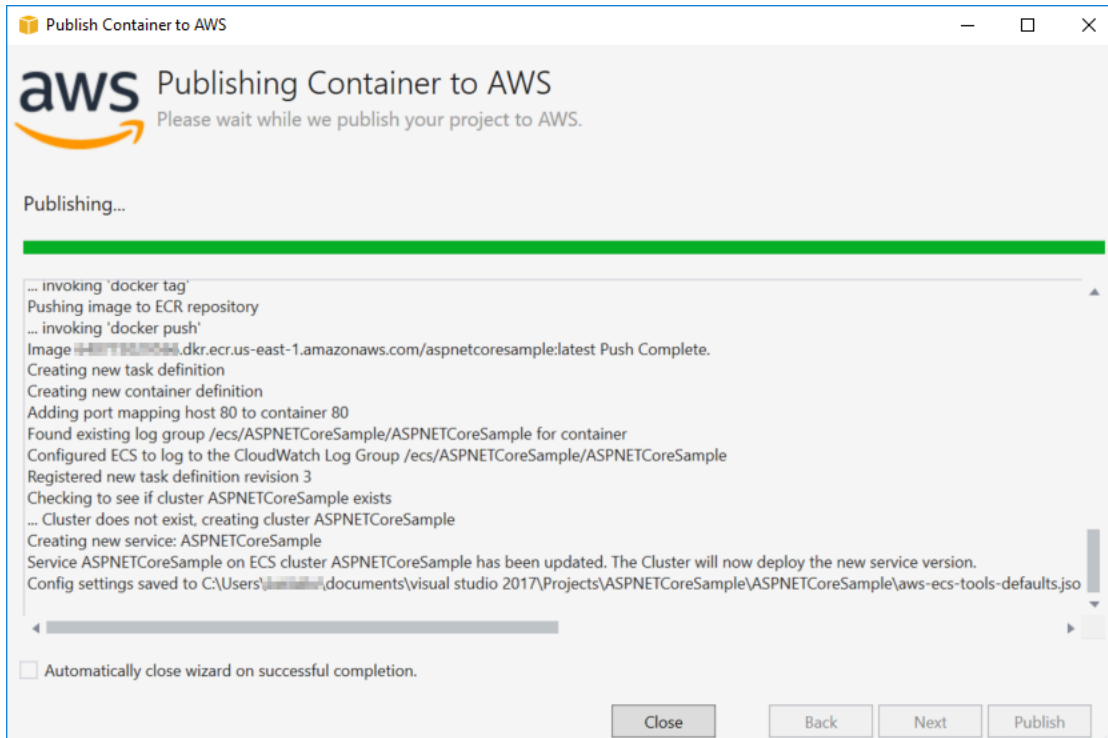 Publish Container to AWS
aws
Publishing Container to AWS
Please wait while we publish your project to AWS.
Publishing...
... invoking 'docker tag'
Pushing image to ECR repository
... invoking 'docker push'
Image .dkr.ecr.us-east-1.amazonaws.com/aspnetcoresample:latest Push Complete.
Creating new task definition
Creating new container definition
Adding port mapping host 80 to container 80
Found existing log group /ecs/ASPNETCoreSample/ASPNETCoreSample for container
Configured ECS to log to the CloudWatch Log Group /ecs/ASPNETCoreSample/ASPNETCoreSample
Registered new task definition revision 3
Checking to see if cluster ASPNETCoreSample exists
... Cluster does not exist, creating cluster ASPNETCoreSample
Creating new service: ASPNETCoreSample
Service ASPNETCoreSample on ECS cluster ASPNETCoreSample has been updated. The Cluster will now deploy the new service version.
Config settings saved to C:\Users\ \documents\visual studio 2017\Projects\ASPNETCoreSample\ASPNETCoreSample\aws-ecs-tools-defaults.jso
Automatically close wizard on successful completion.
Close
Back
Next
Publish